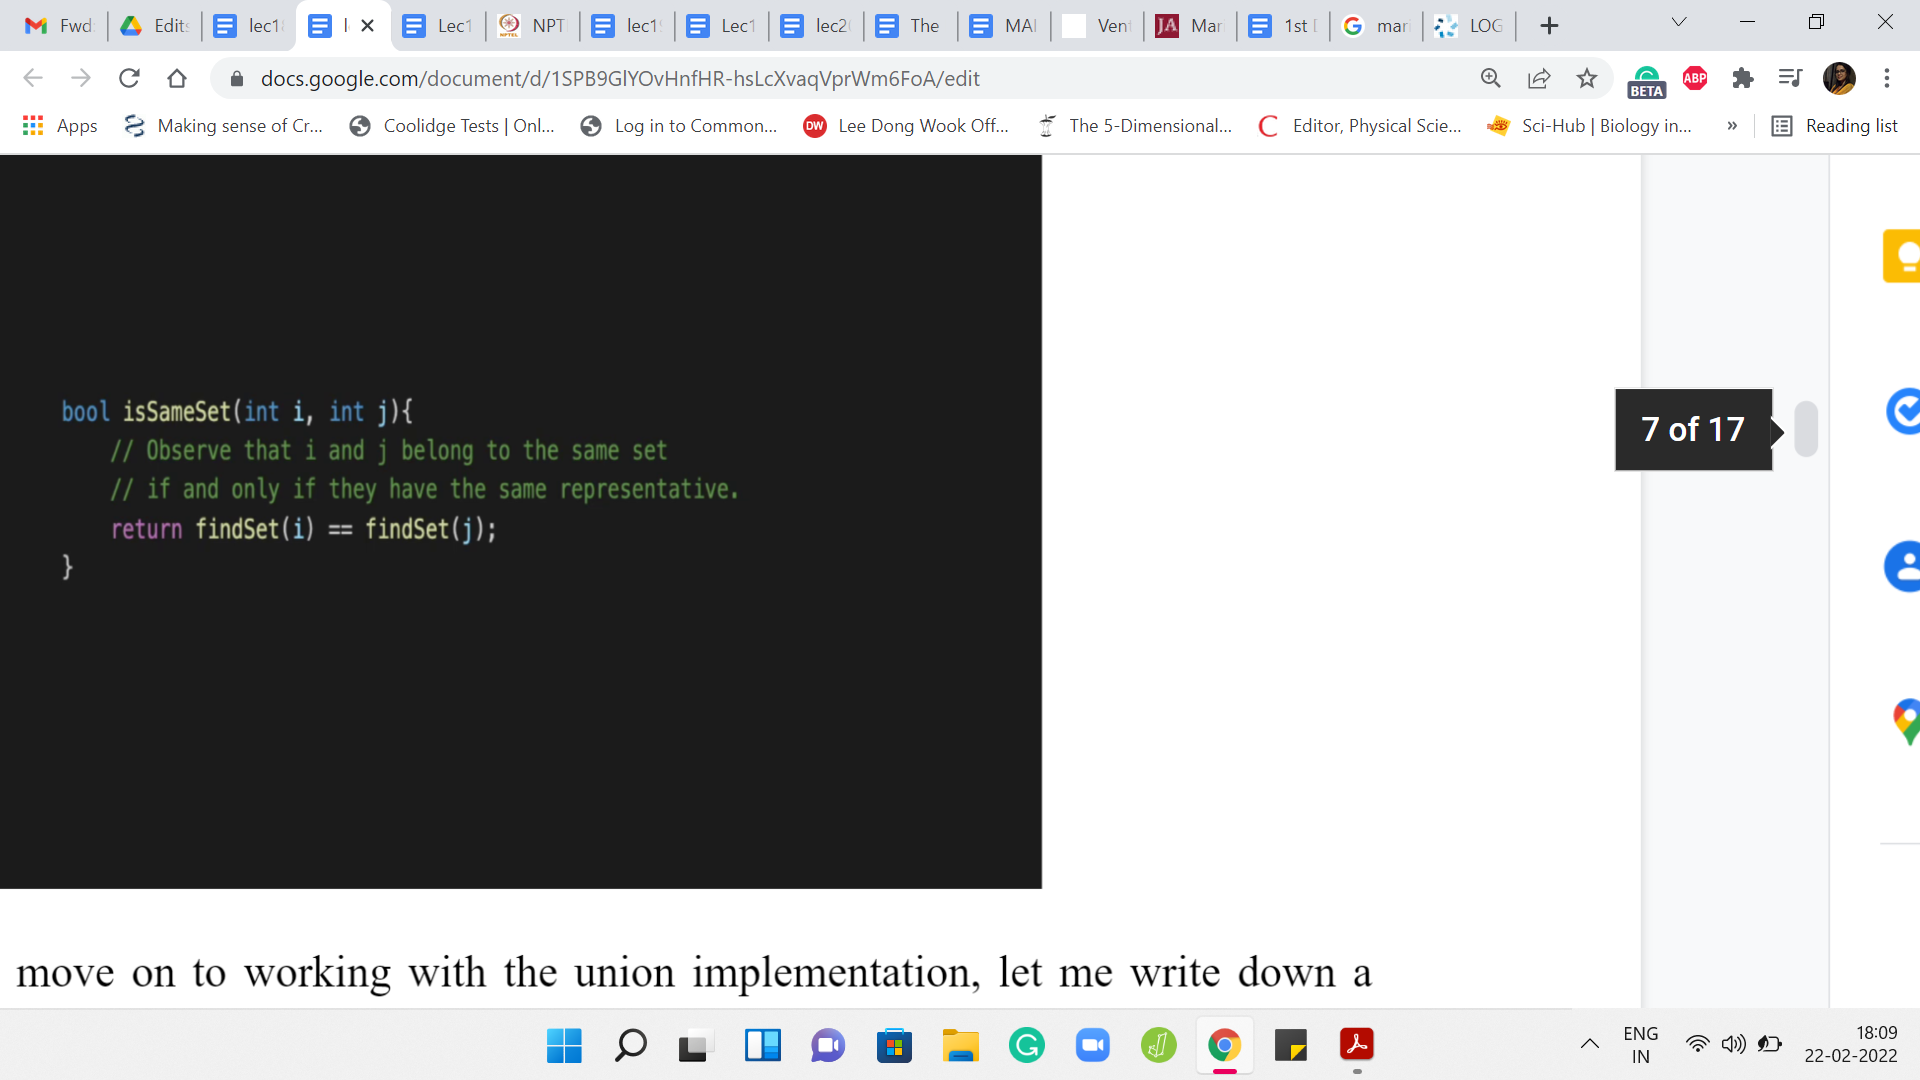 Fwd
Edit
lec1
l
Lec1
NPT
lec1
Lec1
lec2
The
MA
Ven
JA Mar
1st
mar
LOG
docs.google.com/document/d/1SPB9GlYOvHnfHR-hsLcXvaqVprWm6FoA/edit
BETA
ABP
Apps
Making sense of Cr...
Coolidge Tests | Onl...
Log in to Common...
DW Lee Dong Wook Off...
The 5-Dimensional...
Editor, Physical Scie...
Sci-Hub | Biology in...
»
Reading list
bool isSameSet(int i, int j){
// Observe that i and j belong to the same set
// if and only if they have the same representative.
return findSet(i) == findSet(j);
}
7 of 17
move on to working with the union implementation, let me write down a
ENG
IN
18:09
22-02-2022